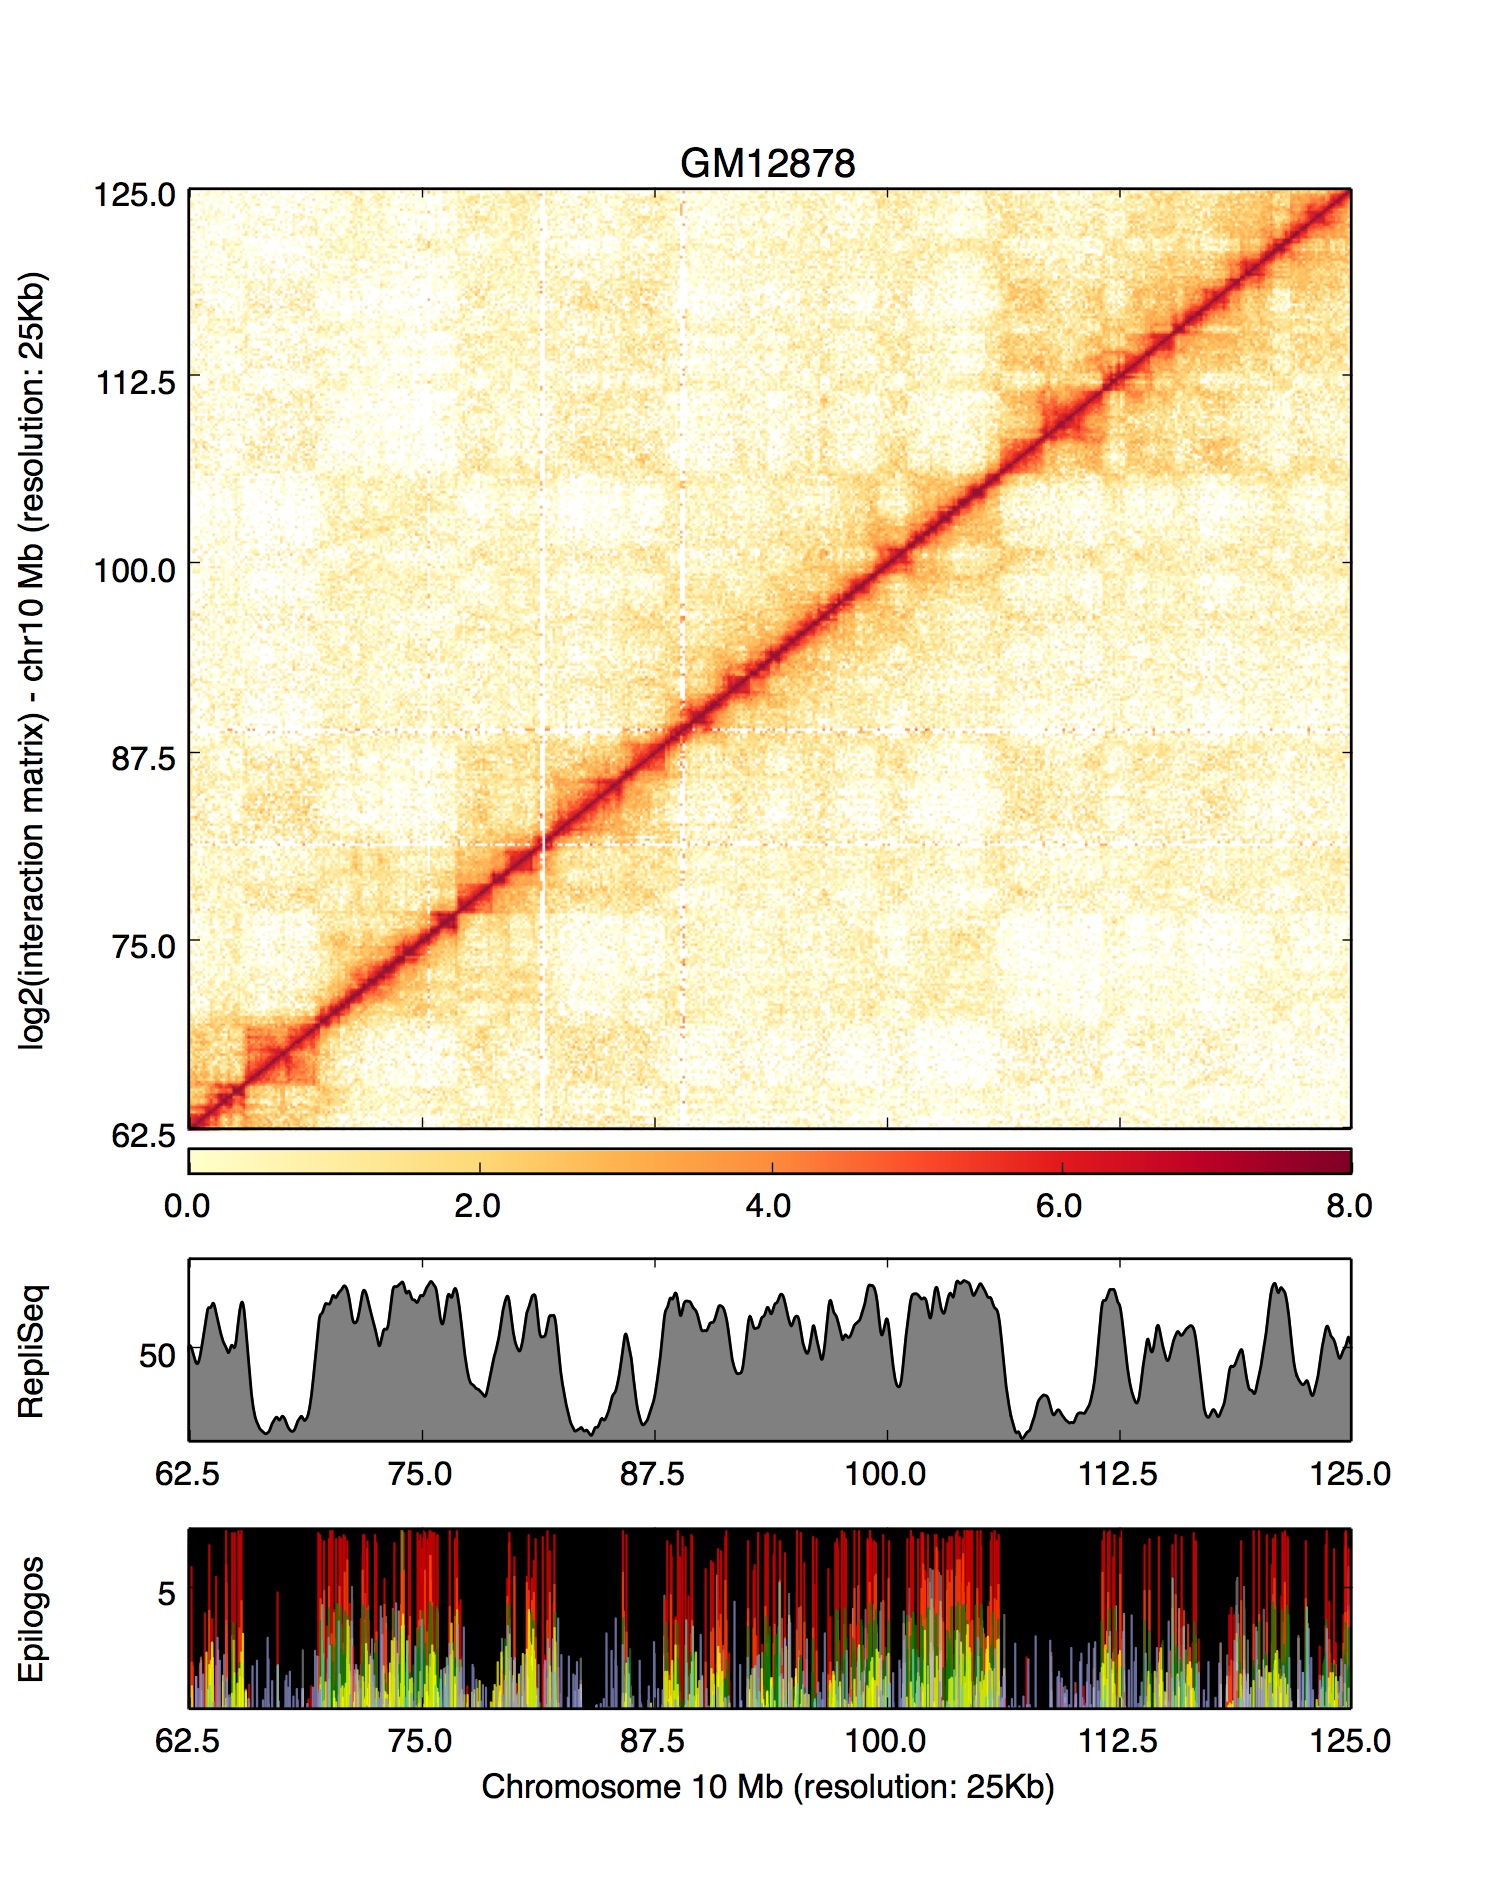 GM12878
log2(interaction matrix) - chr10 Mb (resolution: 25Kb)
125.0
112.5
100.0
87.5
75.0
62.5
0.0 2.0 4.0 6.0 8.0
RepliSeq
50
62.5 75.0 87.5 100.0 112.5 125.0
Epilogos
5
62.5 75.0 87.5 100.0 112.5 125.0
Chromosome 10 Mb (resolution: 25Kb)